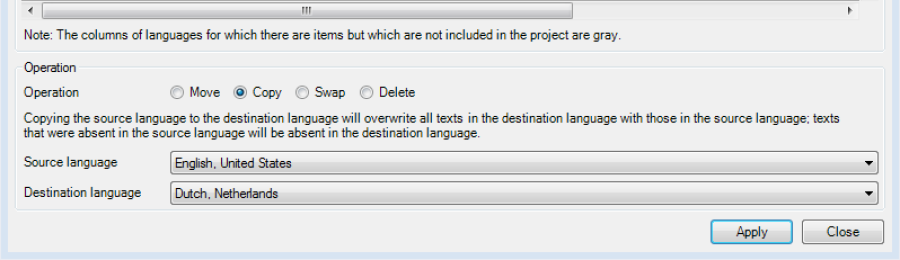 Note: The columns of languages for which there are items but which are not included in the project are gray.
Operation
Operation Move Copy Swap Delete
Copying the source language to the destination language will overwrite all texts in the destination language with those in the source language; texts
that were absent in the source language will be absent in the destination language.
Source language English, United States
Destination language Dutch, Netherlands
Apply Close